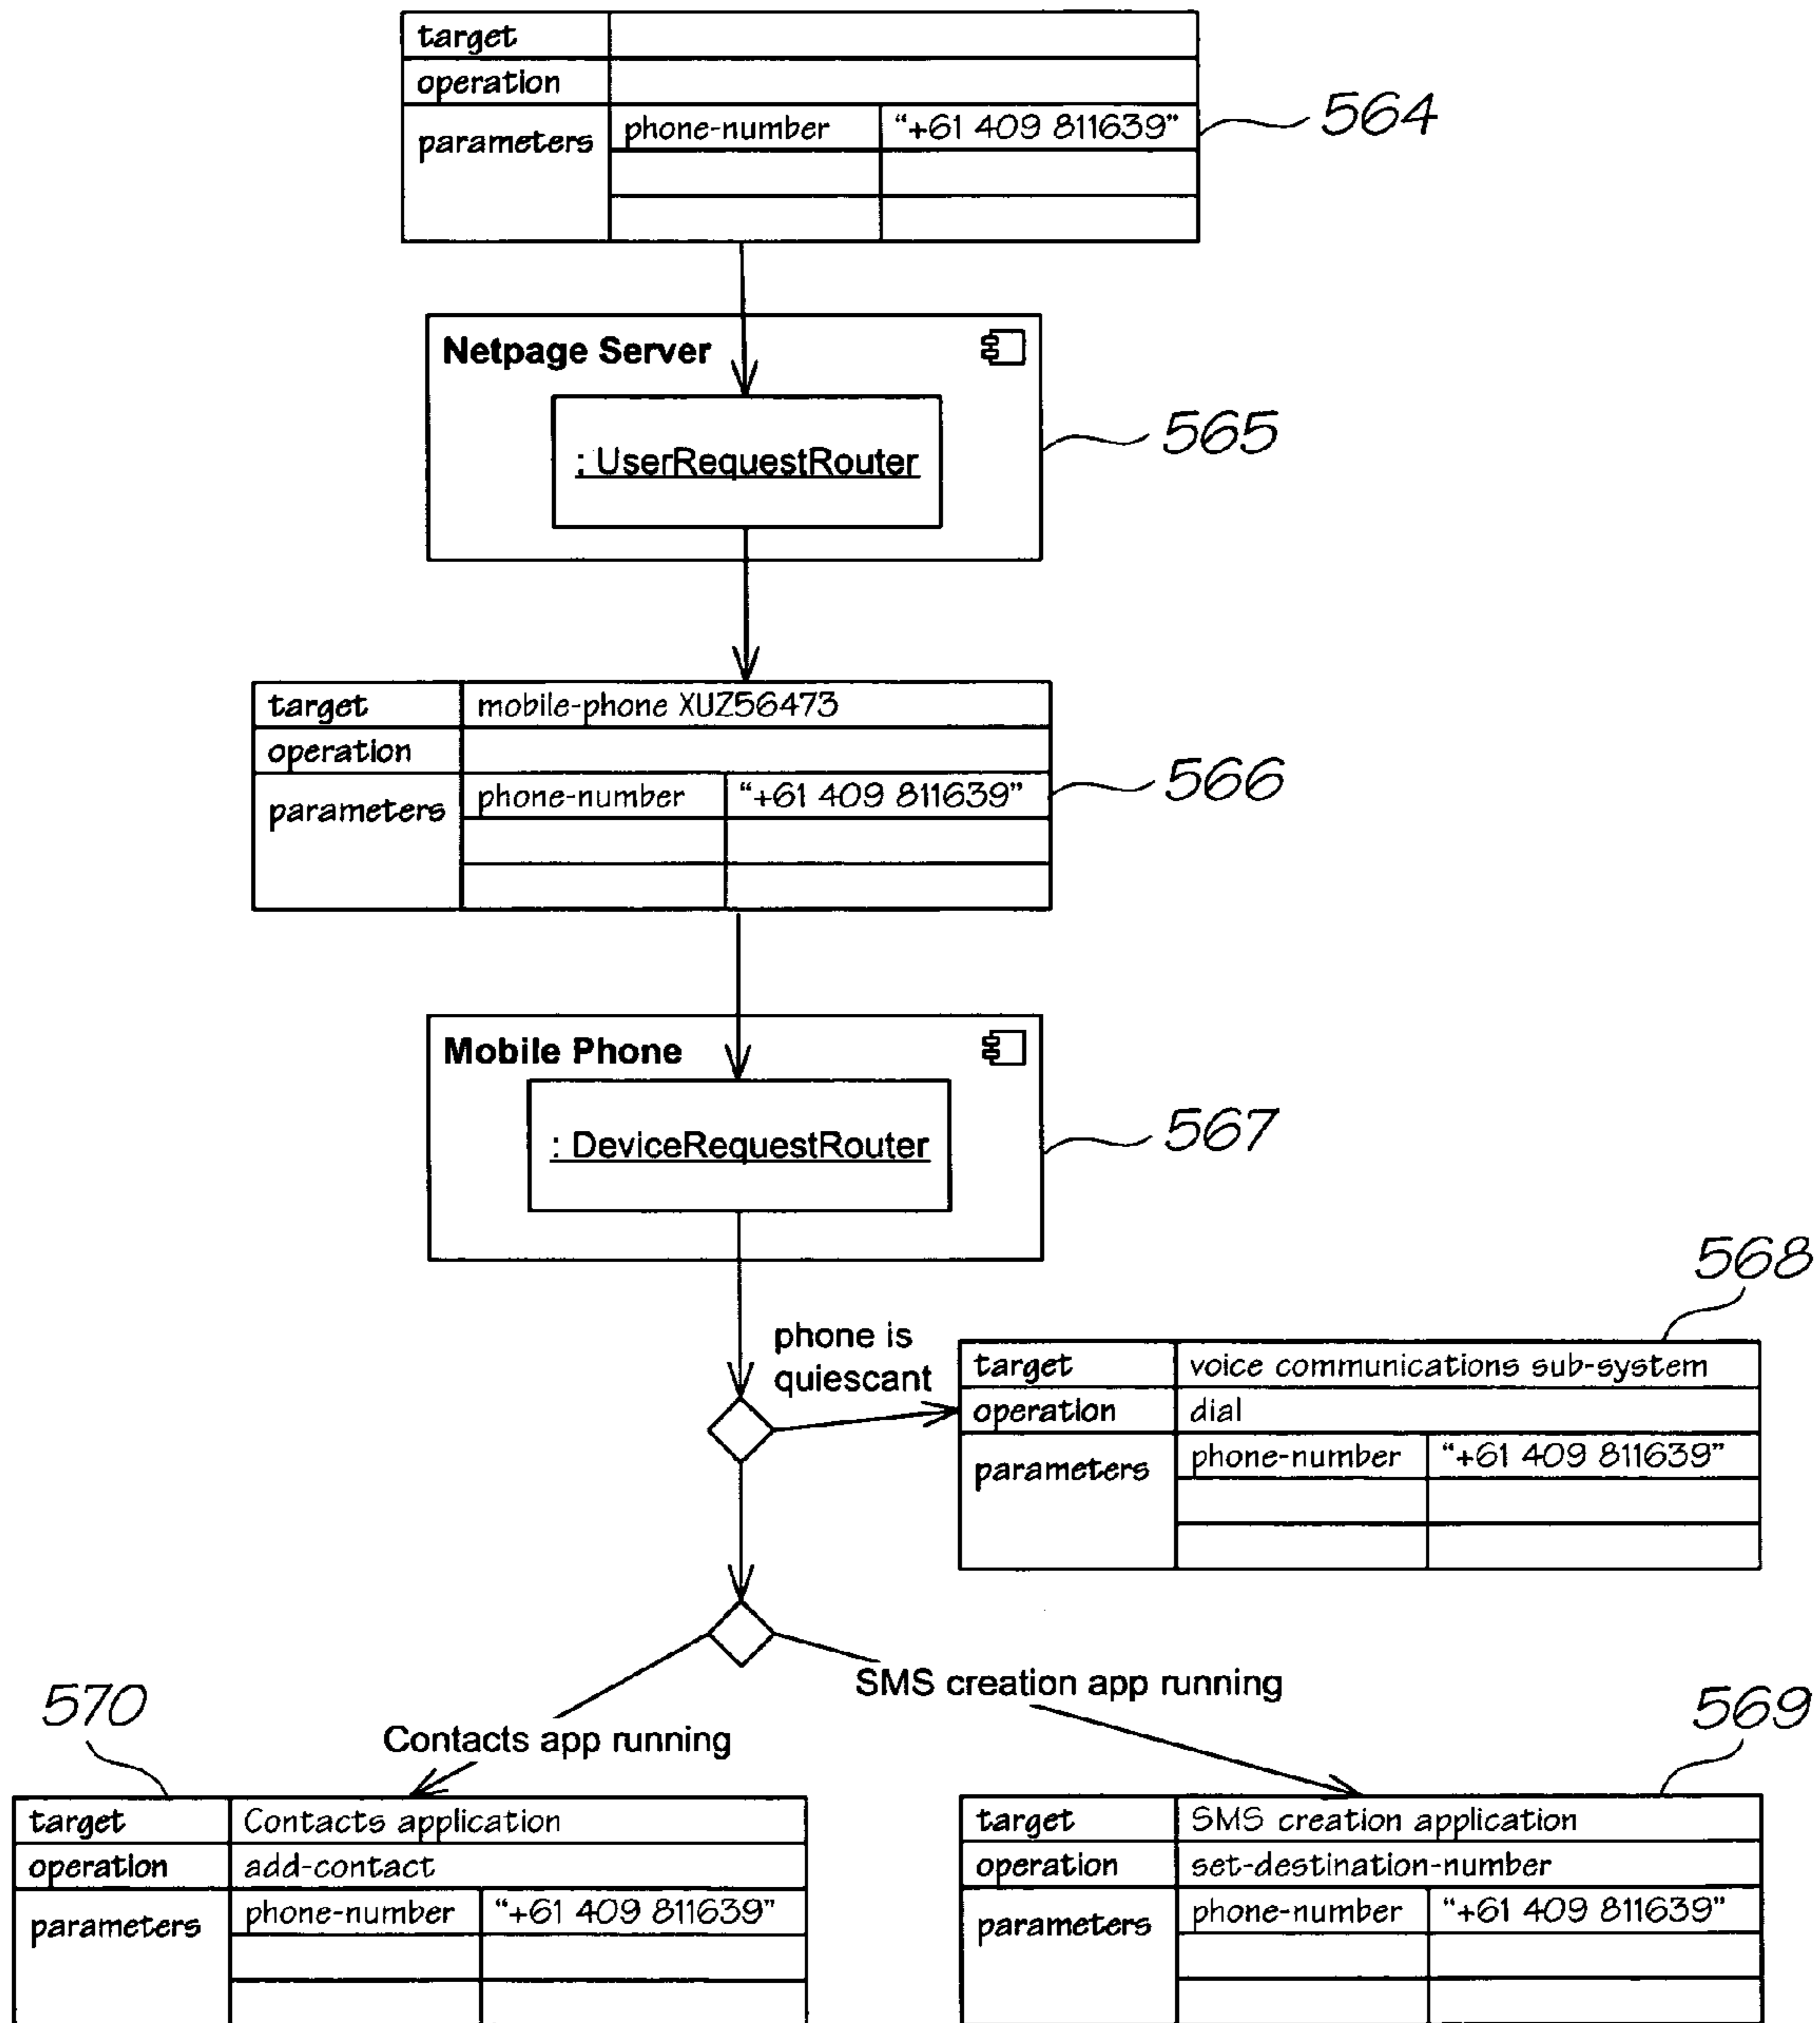 target
operation
parameters phone-number "+61 409 811639"
564
Netpage Server
: UserRequestRouter
565
target mobile-phone XUZ56473
operation
parameters phone-number "+61 409 811639"
566
Mobile Phone
: DeviceRequestRouter
567
phone is
quiescant
568
target voice communications sub-system
operation dial
parameters phone-number "+61 409 811639"
SMS creation app running
Contacts app running
570
target Contacts application
operation add-contact
parameters phone-number "+61 409 811639"
569
target SMS creation application
operation set-destination-number
parameters phone-number "+61 409 811639"